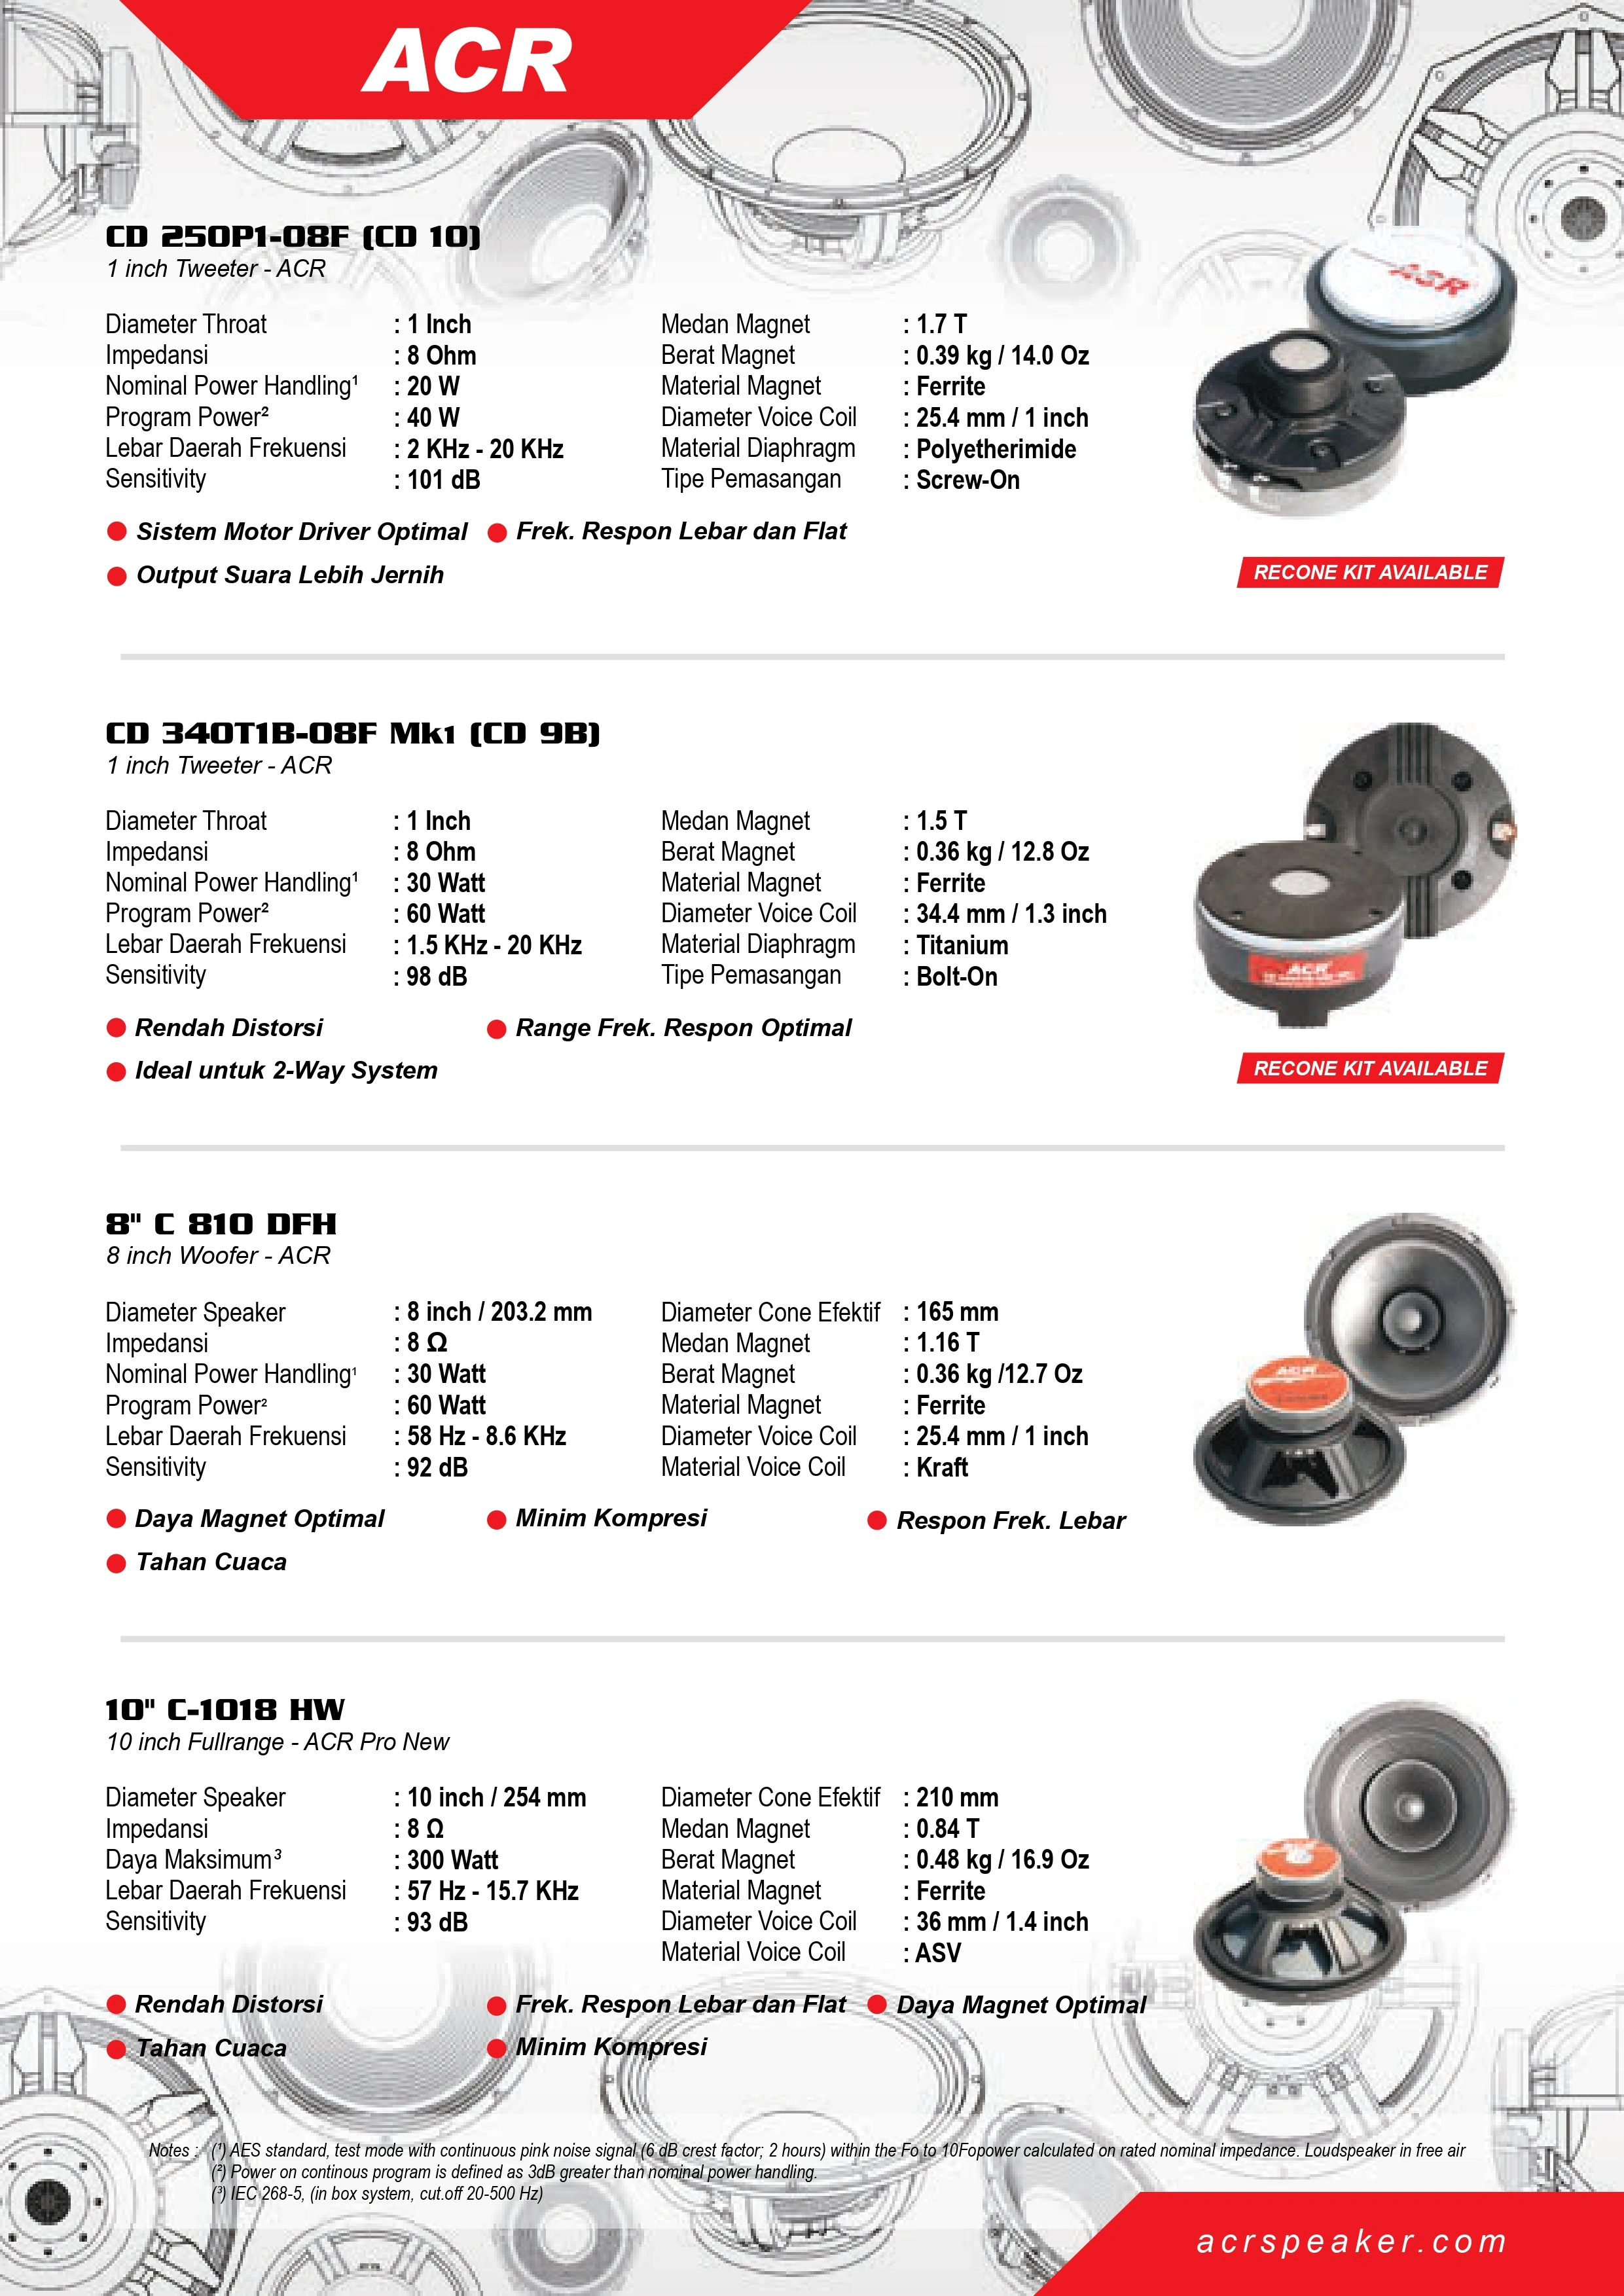 ACR
CD 250P1-08F (CD 10)
1 inch Tweeter - ACR
Diameter Throat : 1 Inch Medan Magnet : 1.7 T
Impedansi : 8 Ohm Berat Magnet : 0.39 kg / 14.0 Oz
Nominal Power Handling¹ : 20 W Material Magnet : Ferrite
Program Power² : 40 W Diameter Voice Coil : 25.4 mm / 1 inch
Lebar Daerah Frekuensi : 2 KHz - 20 KHz Material Diaphragm : Polyetherimide
Sensitivity : 101 dB Tipe Pemasangan : Screw-On
Sistem Motor Driver Optimal Frek. Respon Lebar dan Flat
Output Suara Lebih Jernih
ACR
RECONE KIT AVAILABLE
CD 340T1B-08F Mk1 (CD 9B)
1 inch Tweeter - ACR
Diameter Throat : 1 Inch Medan Magnet : 1.5 T
Impedansi : 8 Ohm Berat Magnet : 0.36 kg / 12.8 Oz
Nominal Power Handling¹ : 30 Watt Material Magnet : Ferrite
Program Power² : 60 Watt Diameter Voice Coil : 34.4 mm / 1.3 inch
Lebar Daerah Frekuensi : 1.5 KHz - 20 KHz Material Diaphragm : Titanium
Sensitivity : 98 dB Tipe Pemasangan : Bolt-On
Rendah Distorsi Range Frek. Respon Optimal
Ideal untuk 2-Way System
ACR
RECONE KIT AVAILABLE
8" C 810 DFH
8 inch Woofer - ACR
Diameter Speaker : 8 inch / 203.2 mm Diameter Cone Efektif : 165 mm
Impedansi : 8 Ω Medan Magnet : 1.16 T
Nominal Power Handling¹ : 30 Watt Berat Magnet : 0.36 kg /12.7 Oz
Program Power² : 60 Watt Material Magnet : Ferrite
Lebar Daerah Frekuensi : 58 Hz - 8.6 KHz Diameter Voice Coil : 25.4 mm / 1 inch
Sensitivity : 92 dB Material Voice Coil : Kraft
Daya Magnet Optimal Minim Kompresi Respon Frek. Lebar
Tahan Cuaca
ACR
10" C-1018 HW
10 inch Fullrange - ACR Pro New
Diameter Speaker : 10 inch / 254 mm Diameter Cone Efektif : 210 mm
Impedansi : 8 Ω Medan Magnet : 0.84 T
Daya Maksimum³ : 300 Watt Berat Magnet : 0.48 kg / 16.9 Oz
Lebar Daerah Frekuensi : 57 Hz - 15.7 KHz Material Magnet : Ferrite
Sensitivity : 93 dB Diameter Voice Coil : 36 mm / 1.4 inch
Material Voice Coil : ASV
Rendah Distorsi Frek. Respon Lebar dan Flat Daya Magnet Optimal
Tahan Cuaca Minim Kompresi
Notes : (¹) AES standard, test mode with continuous pink noise signal (6 dB crest factor; 2 hours) within the Fo to 10Fopower calculated on rated nominal impedance. Loudspeaker in free air
(²) Power on continous program is defined as 3dB greater than nominal power handling.
(³) IEC 268-5, (in box system, cut.off 20-500 Hz)
acrspeaker.com